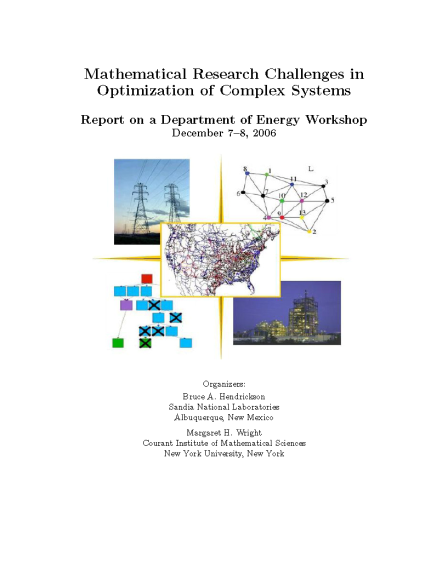 Mathematical Research Challenges in
Optimization of Complex Systems
Report on a Department of Energy Workshop
December 7–8, 2006
8
1
L.
11
3
6
7
10
12
5
4
9
13
2
Organizers:
Bruce A. Hendrickson
Sandia National Laboratories
Albuquerque, New Mexico
Margaret H. Wright
Courant Institute of Mathematical Sciences
New York University, New York